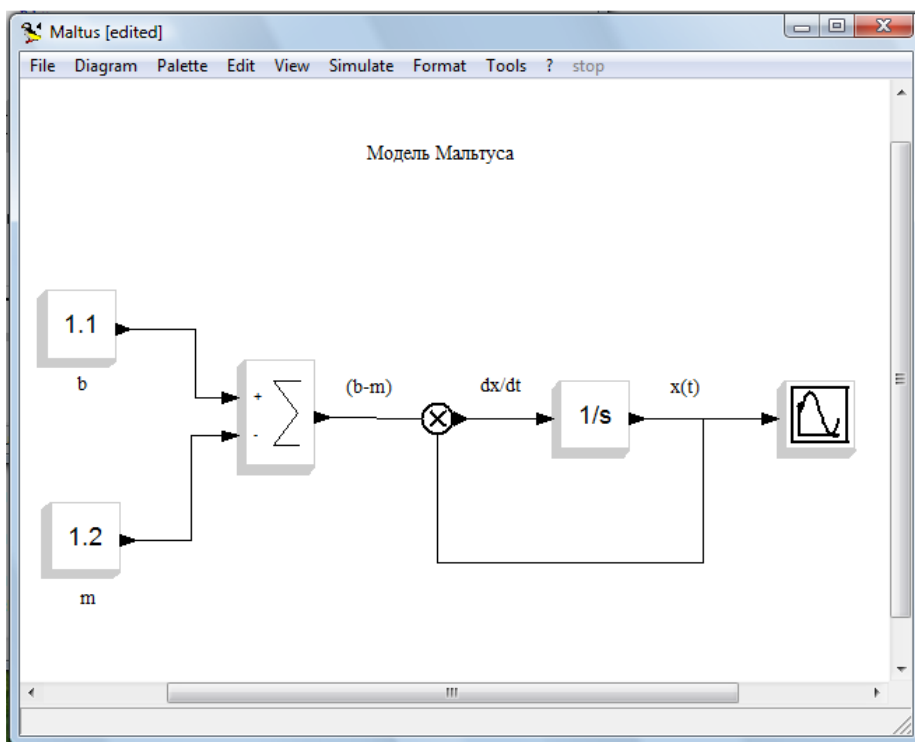 Maltus [edited]
File Diagram Palette Edit View Simulate Format Tools ? stop
Модель Мальтуса
1.1
b
+
-
(b-m)
dx/dt
1/s
x(t)
1.2
m